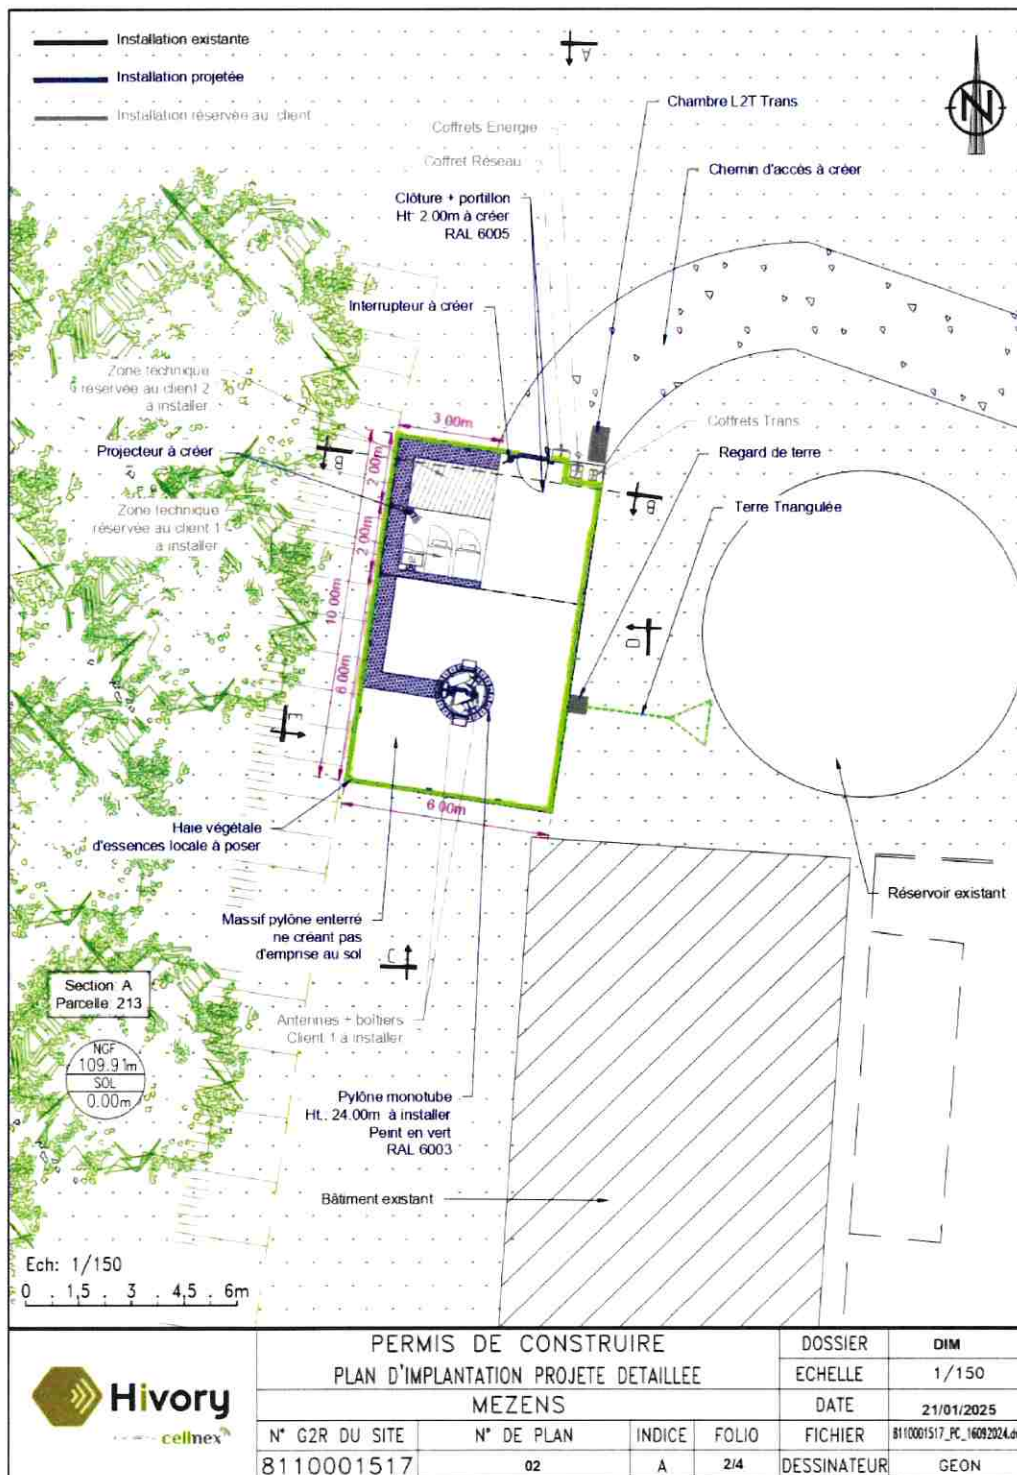 Installation existante
Installation projetée
Installation réservée au client
A
N
Chambre L2T Trans
Coffrets Energie
Coffret Réseau
Chemin d'accès à créer
Clôture + portillon
Ht: 2.00m à créer
RAL 6005
Interrupteur à créer
Zone technique
réservée au client 2
à installer
3.00m
Coffrets Trans
Projecteur à créer
B
2.00m
Regard de terre
Zone technique
réservée au client 1
à installer
B
Terre Triangulée
2.00m
10.00m
D
6.00m
E
6.00m
Haie végétale
d'essences locale à poser
Réservoir existant
Massif pylône enterré
ne créant pas
d'emprise au sol
C
Section A
Parcelle 213
Antennes + boîtiers
Client 1 à installer
NGF
109.91m
SOL
0.00m
Pylône monotube
Ht.: 24.00m à installer
Peint en vert
RAL 6003
Bâtiment existant
Ech: 1/150
0 . 1,5 . 3 . 4,5 . 6m
Hivory
cellnex
PERMIS DE CONSTRUIRE
PLAN D'IMPLANTATION PROJETE DETAILLEE
MEZENS
DOSSIER DIM
ECHELLE 1/150
DATE 21/01/2025
N° G2R DU SITE N° DE PLAN INDICE FOLIO FICHIER 8110001517_PC_16092024.d
8110001517 02 A 2/4 DESSINATEUR GEON